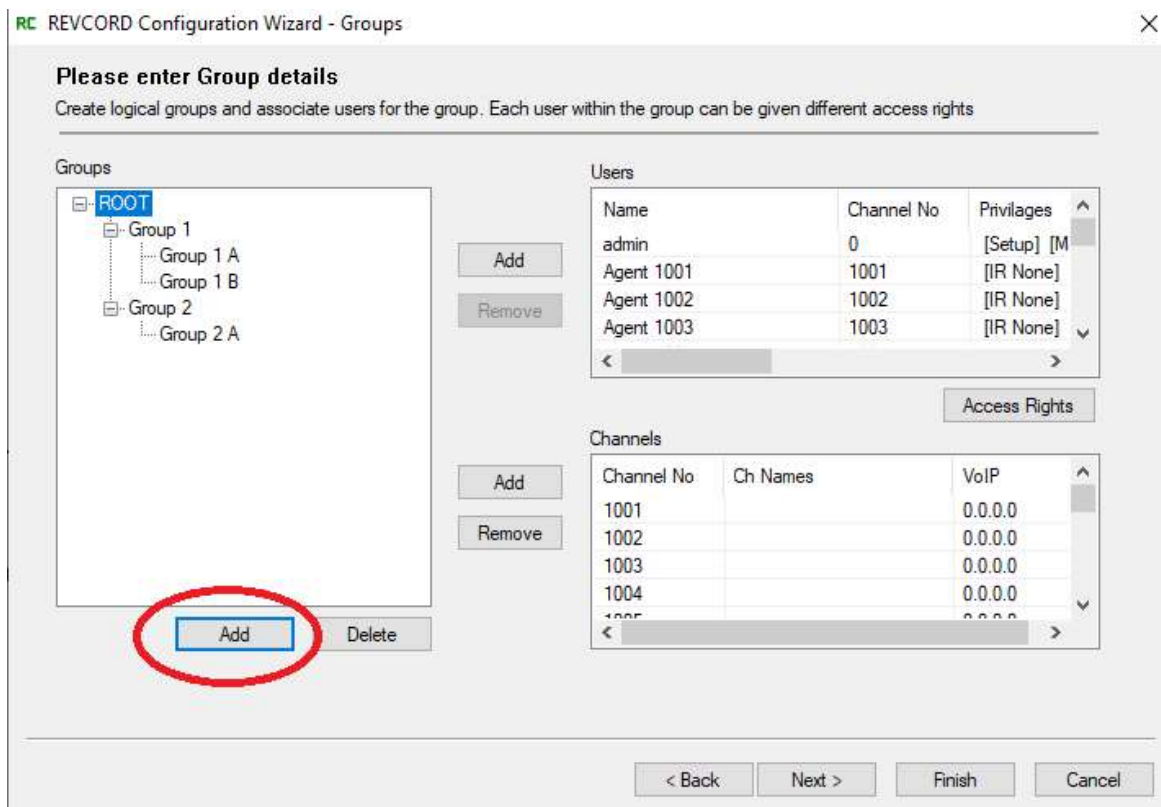 RC REVCORD Configuration Wizard - Groups
Please enter Group details
Create logical groups and associate users for the group. Each user within the group can be given different access rights
Groups
ROOT
Group 1
Group 1 A
Group 1 B
Group 2
Group 2 A
Add
Delete
Add
Remove
Add
Remove
Users
Name Channel No Privilages
admin 0 [Setup] [M
Agent 1001 1001 [IR None]
Agent 1002 1002 [IR None]
Agent 1003 1003 [IR None]
Access Rights
Channels
Channel No Ch Names VoIP
1001 0.0.0.0
1002 0.0.0.0
1003 0.0.0.0
1004 0.0.0.0
< Back Next > Finish Cancel